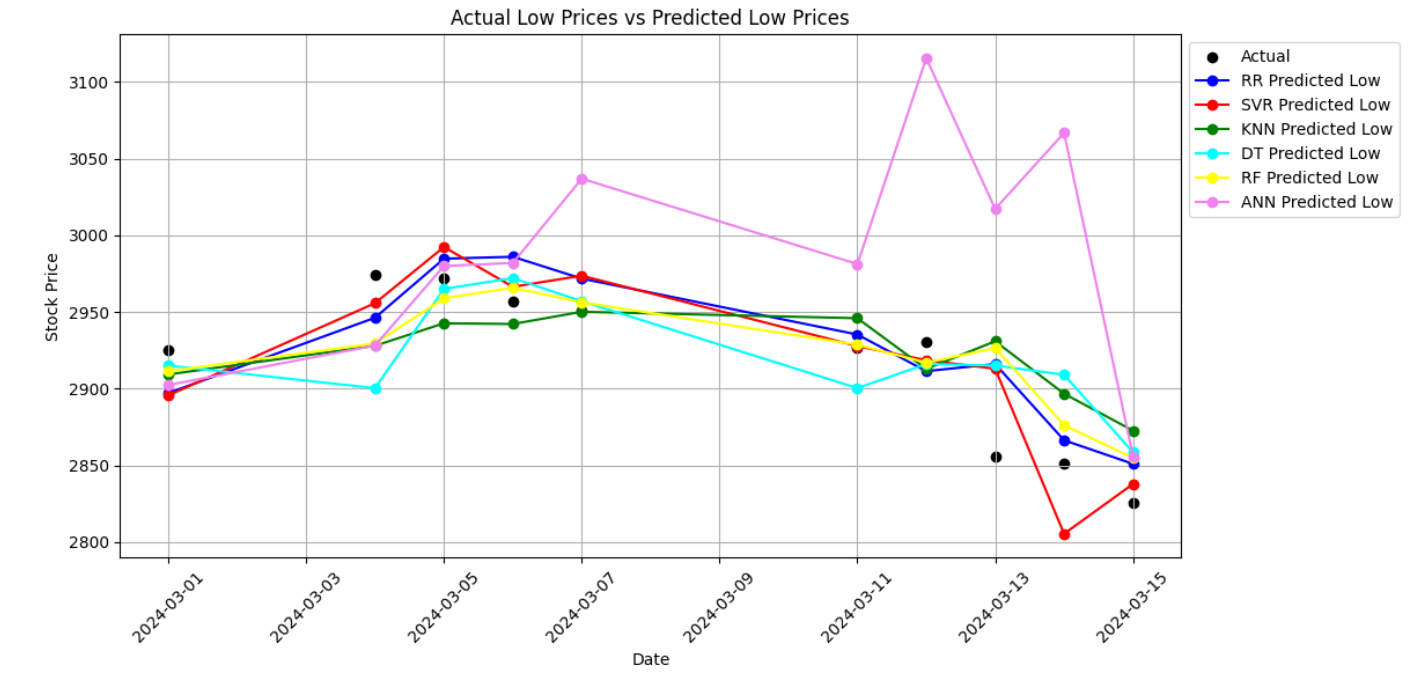 Actual Low Prices vs Predicted Low Prices
Stock Price
3100
3050
3000
2950
2900
2850
2800
2024-03-01
2024-03-03
2024-03-05
2024-03-07
2024-03-09
2024-03-11
2024-03-13
2024-03-15
Date
Actual
RR Predicted Low
SVR Predicted Low
KNN Predicted Low
DT Predicted Low
RF Predicted Low
ANN Predicted Low